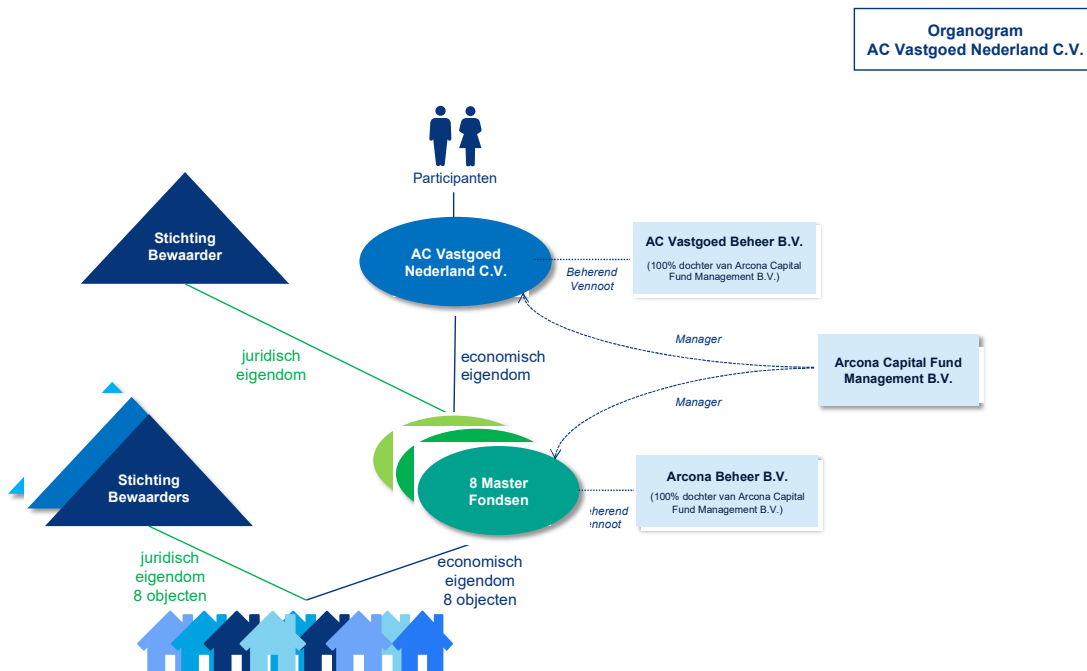 Organogram
AC Vastgoed Nederland C.V.
Participanten
Stichting
Bewaarder
AC Vastgoed
Nederland C.V.
Beherend
Vennoot
AC Vastgoed Beheer B.V.
(100% dochter van Arcona Capital
Fund Management B.V.)
juridisch
eigendom
economisch
eigendom
Manager
Arcona Capital Fund
Management B.V.
Manager
Stichting
Bewaarders
8 Master
Fondsen
Arcona Beheer B.V.
(100% dochter van Arcona Capital
Fund Management B.V.)
eherend
ennoot
juridisch
eigendom
8 objecten
economisch
eigendom
8 objecten